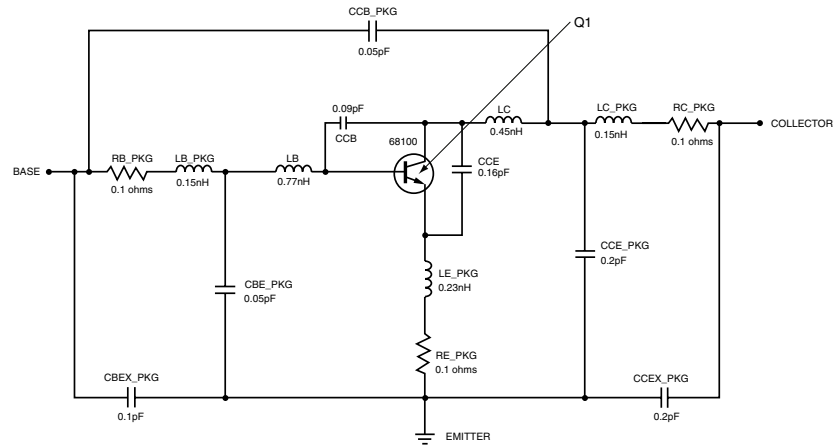 CCB_PKG
0.05pF
Q1
0.09pF
CCB
LC
0.45nH
LC_PKG
0.15nH
RC_PKG
0.1 ohms
COLLECTOR
68100
CCE
0.16pF
BASE
RB_PKG
0.1 ohms
LB_PKG
0.15nH
LB
0.77nH
CCE_PKG
0.2pF
CBE_PKG
0.05pF
LE_PKG
0.23nH
RE_PKG
0.1 ohms
CBEX_PKG
0.1pF
CCEX_PKG
0.2pF
EMITTER